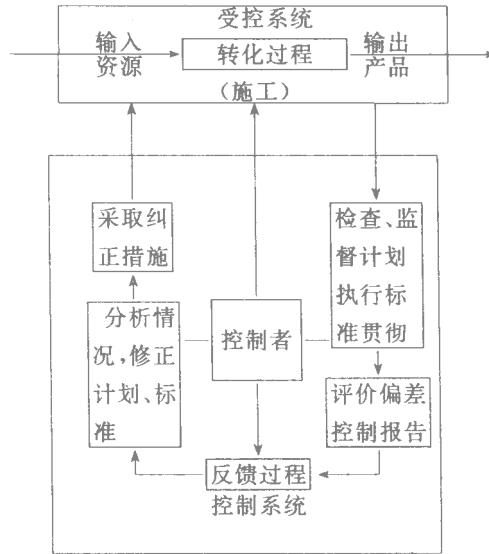 受控系统
输入
资源
转化过程
输出
产品
（施工）
采取纠
正措施
检查、监
督计划
执行标
准贯彻
分析情
况，修正
计划、标
准
控制者
评价偏差
控制报告
反馈过程
控制系统